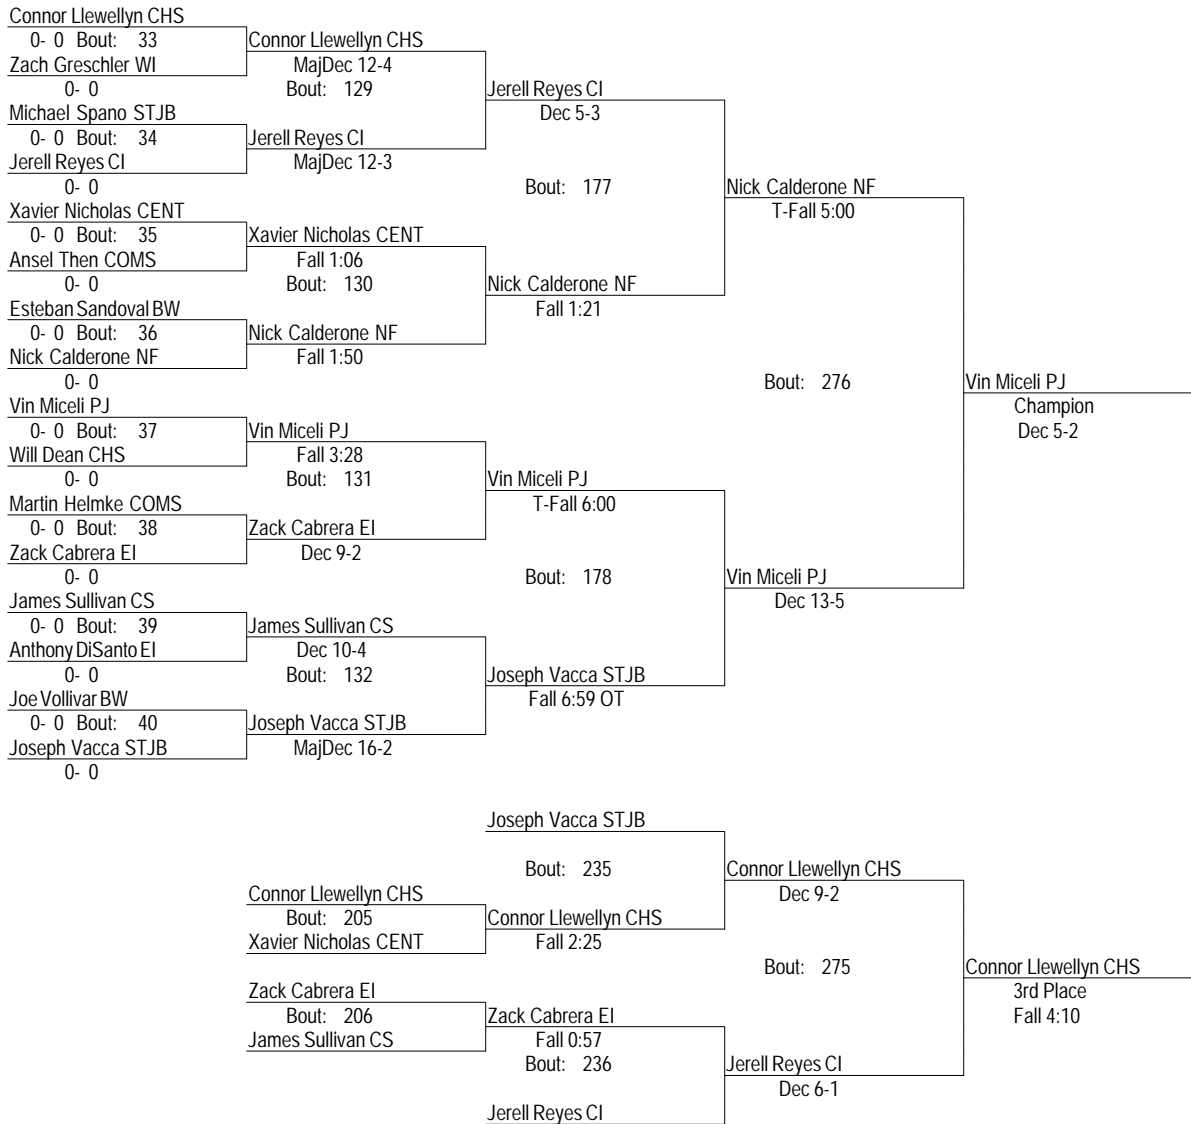 Connor Llewellyn CHS
0- 0 Bout: 33
Connor Llewellyn CHS
Zach Greschler WI
MajDec 12-4
0- 0
Bout: 129
Jerell Reyes CI
Michael Spano STJB
Dec 5-3
0- 0 Bout: 34
Jerell Reyes CI
Jerell Reyes CI
MajDec 12-3
0- 0
Bout: 177
Nick Calderone NF
Xavier Nicholas CENT
T-Fall 5:00
0- 0 Bout: 35
Xavier Nicholas CENT
Ansel Then COMS
Fall 1:06
0- 0
Bout: 130
Nick Calderone NF
Esteban Sandoval BW
Fall 1:21
0- 0 Bout: 36
Nick Calderone NF
Nick Calderone NF
Fall 1:50
0- 0
Bout: 276
Vin Miceli PJ
Vin Miceli PJ
Champion
0- 0 Bout: 37
Vin Miceli PJ
Dec 5-2
Will Dean CHS
Fall 3:28
0- 0
Bout: 131
Vin Miceli PJ
Martin Helmke COMS
T-Fall 6:00
0- 0 Bout: 38
Zack Cabrera EI
Zack Cabrera EI
Dec 9-2
0- 0
Bout: 178
Vin Miceli PJ
James Sullivan CS
Dec 13-5
0- 0 Bout: 39
James Sullivan CS
Anthony DiSanto EI
Dec 10-4
0- 0
Bout: 132
Joseph Vacca STJB
Joe Vollivar BW
Fall 6:59 OT
0- 0 Bout: 40
Joseph Vacca STJB
Joseph Vacca STJB
MajDec 16-2
0- 0
Joseph Vacca STJB
Bout: 235
Connor Llewellyn CHS
Connor Llewellyn CHS
Dec 9-2
Bout: 205
Connor Llewellyn CHS
Xavier Nicholas CENT
Fall 2:25
Bout: 275
Connor Llewellyn CHS
Zack Cabrera EI
3rd Place
Bout: 206
Zack Cabrera EI
Fall 4:10
James Sullivan CS
Fall 0:57
Bout: 236
Jerell Reyes CI
Dec 6-1
Jerell Reyes CI